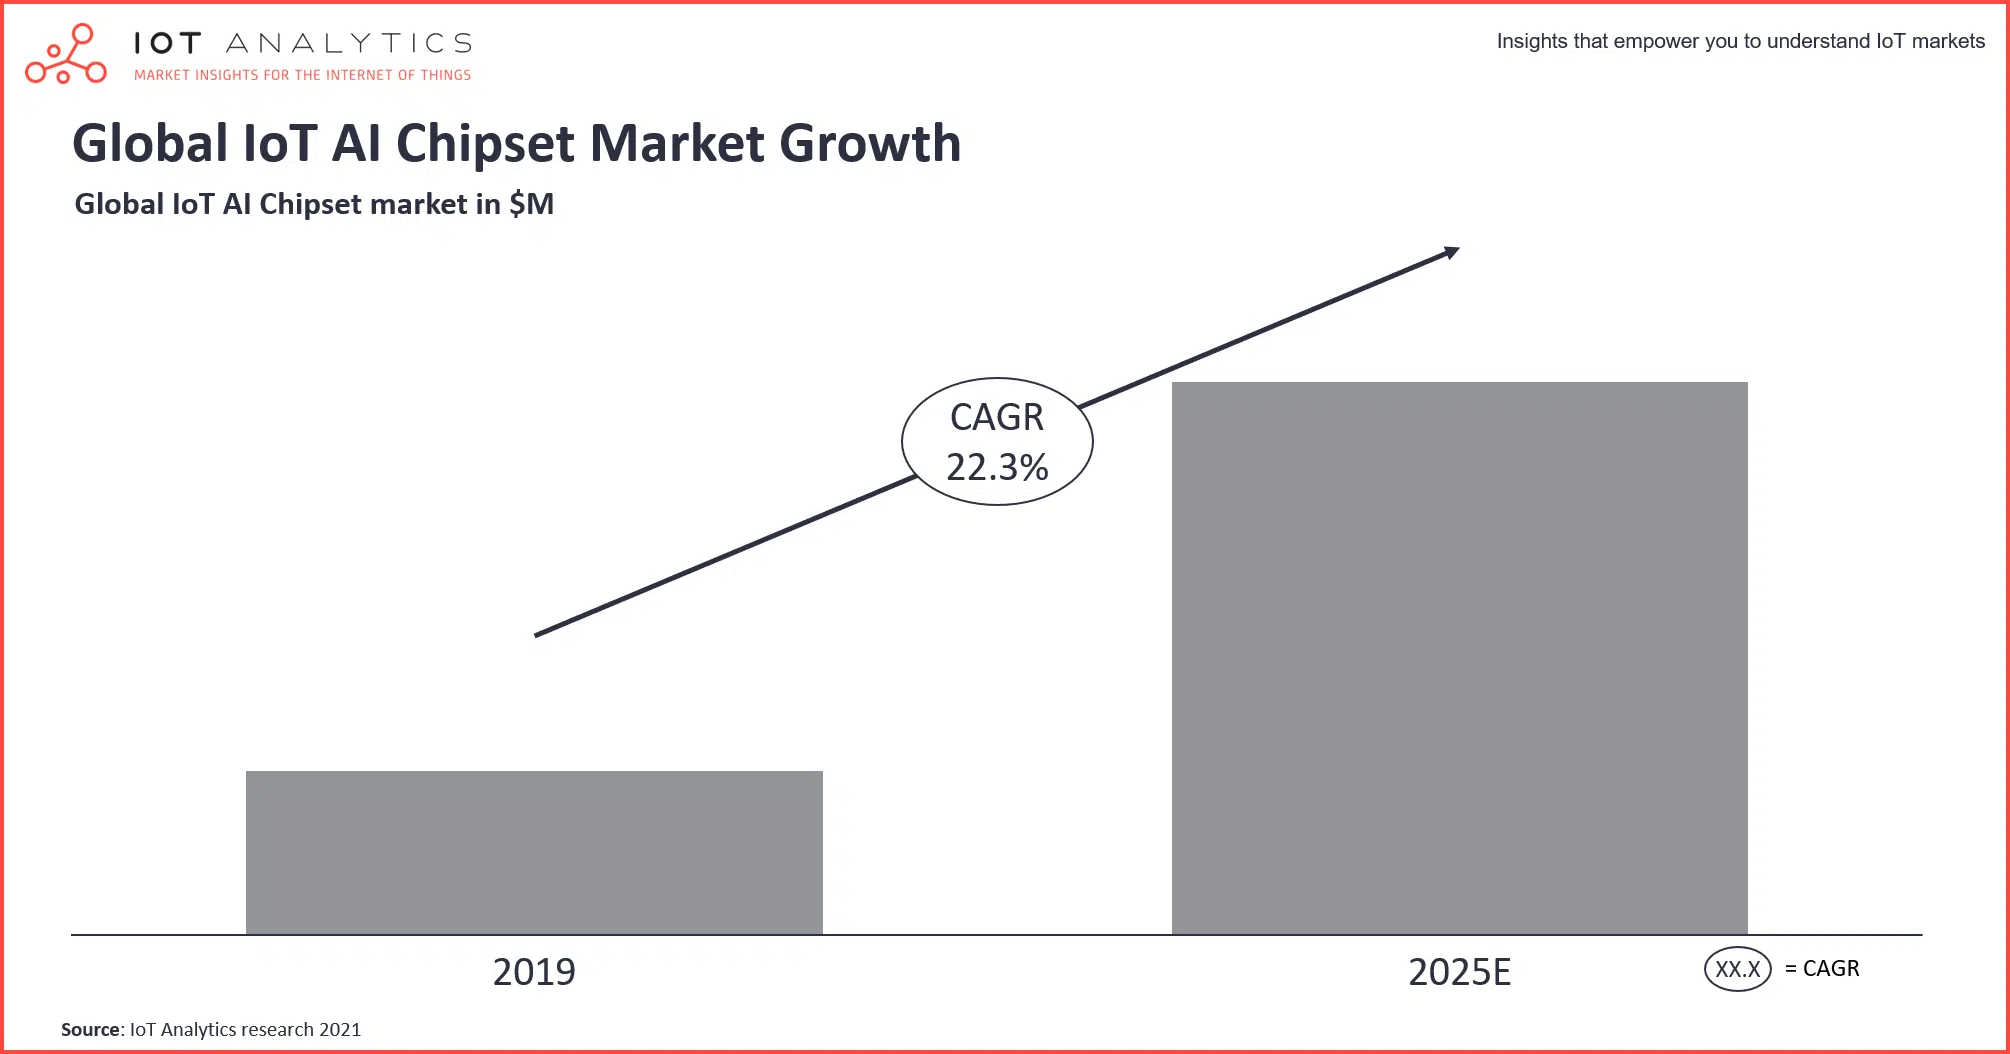 IOT ANALYTICS
MARKET INSIGHTS FOR THE INTERNET OF THINGS
Insights that empower you to understand IoT markets
Global IoT AI Chipset Market Growth
Global IoT AI Chipset market in $M
CAGR
22.3%
2019
2025E
XX.X = CAGR
Source: IoT Analytics research 2021